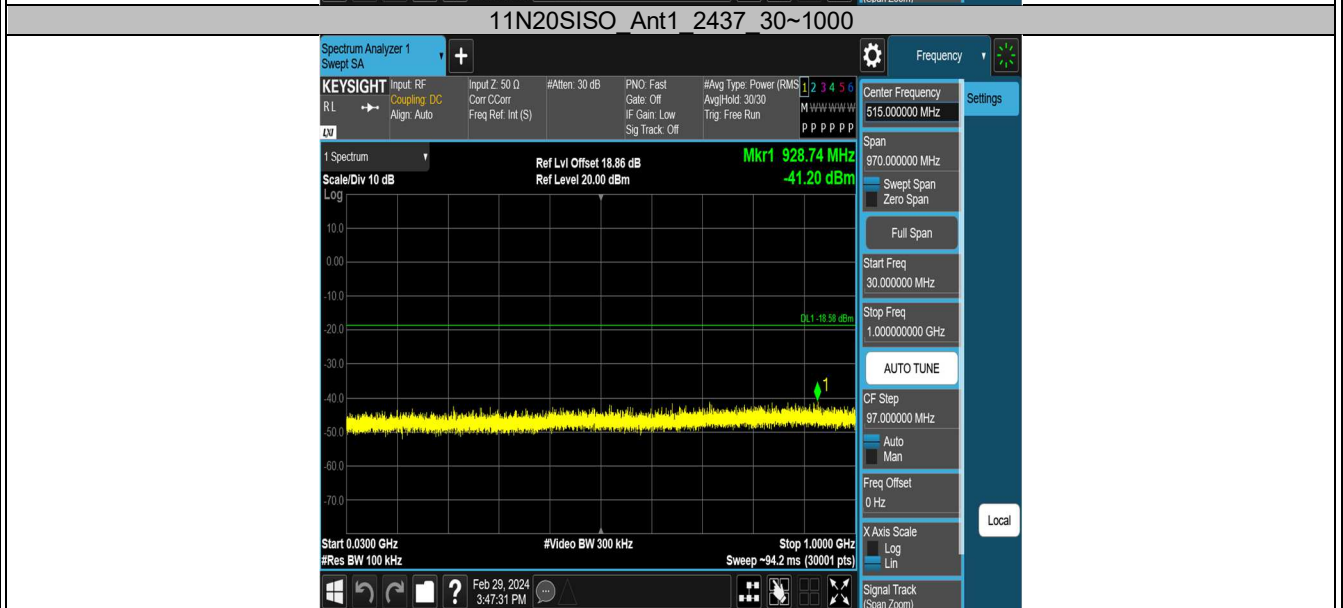 (Span Zoom)
11N20SISO_Ant1_2437_30~1000
Spectrum Analyzer 1
Swept SA
+
Frequency
KEYSIGHT
RL
LXI
Input: RF
Coupling: DC
Align: Auto
Input Z: 50 Ω
Corr CCorr
Freq Ref: Int (S)
#Atten: 30 dB
PNO: Fast
Gate: Off
IF Gain: Low
Sig Track: Off
#Avg Type: Power (RMS
Avg|Hold: 30/30
Trig: Free Run
1 2 3 4 5 6
M W W W W W
P P P P P P
Center Frequency
515.000000 MHz
Settings
1 Spectrum
Scale/Div 10 dB
Log
Ref Lvl Offset 18.86 dB
Ref Level 20.00 dBm
Mkr1 928.74 MHz
-41.20 dBm
Span
970.000000 MHz
Swept Span
Zero Span
Full Span
Start Freq
30.000000 MHz
Stop Freq
1.000000000 GHz
AUTO TUNE
CF Step
97.000000 MHz
Auto
Man
Freq Offset
0 Hz
X Axis Scale
Log
Lin
Signal Track
(Span Zoom)
Local
10.0
0.00
-10.0
DL1 -18.58 dBm
-20.0
-30.0
1
-40.0
-50.0
-60.0
-70.0
Start 0.0300 GHz
#Video BW 300 kHz
Stop 1.0000 GHz
#Res BW 100 kHz
Sweep ~94.2 ms (30001 pts)
?
Feb 29, 2024
3:47:31 PM